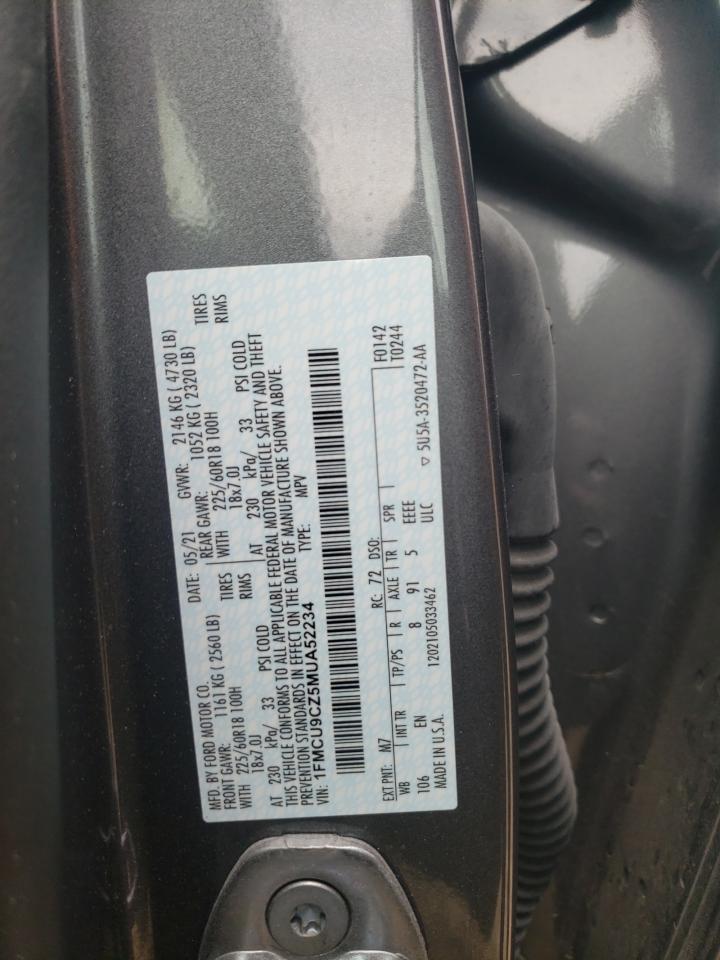 MFD. BY FORD MOTOR CO. DATE: 05/21 GVWR: 2146 KG ( 4730 LB)
FRONT GAWR: 1161 KG ( 2560 LB) REAR GAWR: 1052 KG ( 2320 LB)
WITH 225/60R18 100H TIRES WITH 225/60R18 100H TIRES
18x7.0J RIMS 18x7.0J RIMS
AT 230 kPa/ 33 PSI COLD AT 230 kPa/ 33 PSI COLD
THIS VEHICLE CONFORMS TO ALL APPLICABLE FEDERAL MOTOR VEHICLE SAFETY AND THEFT
PREVENTION STANDARDS IN EFFECT ON THE DATE OF MANUFACTURE SHOWN ABOVE.
VIN: 1FMCU9CZ5MUA52234 TYPE: MPV
EXT PNT: M7 RC: 72 DSO: F0142
WB INT TR TP/PS R AXLE TR SPR T0244
106 EN 8 91 5 EEEE
MADE IN U.S.A. 1202105033462 ULC ▽ 5U5A-3520472-AA